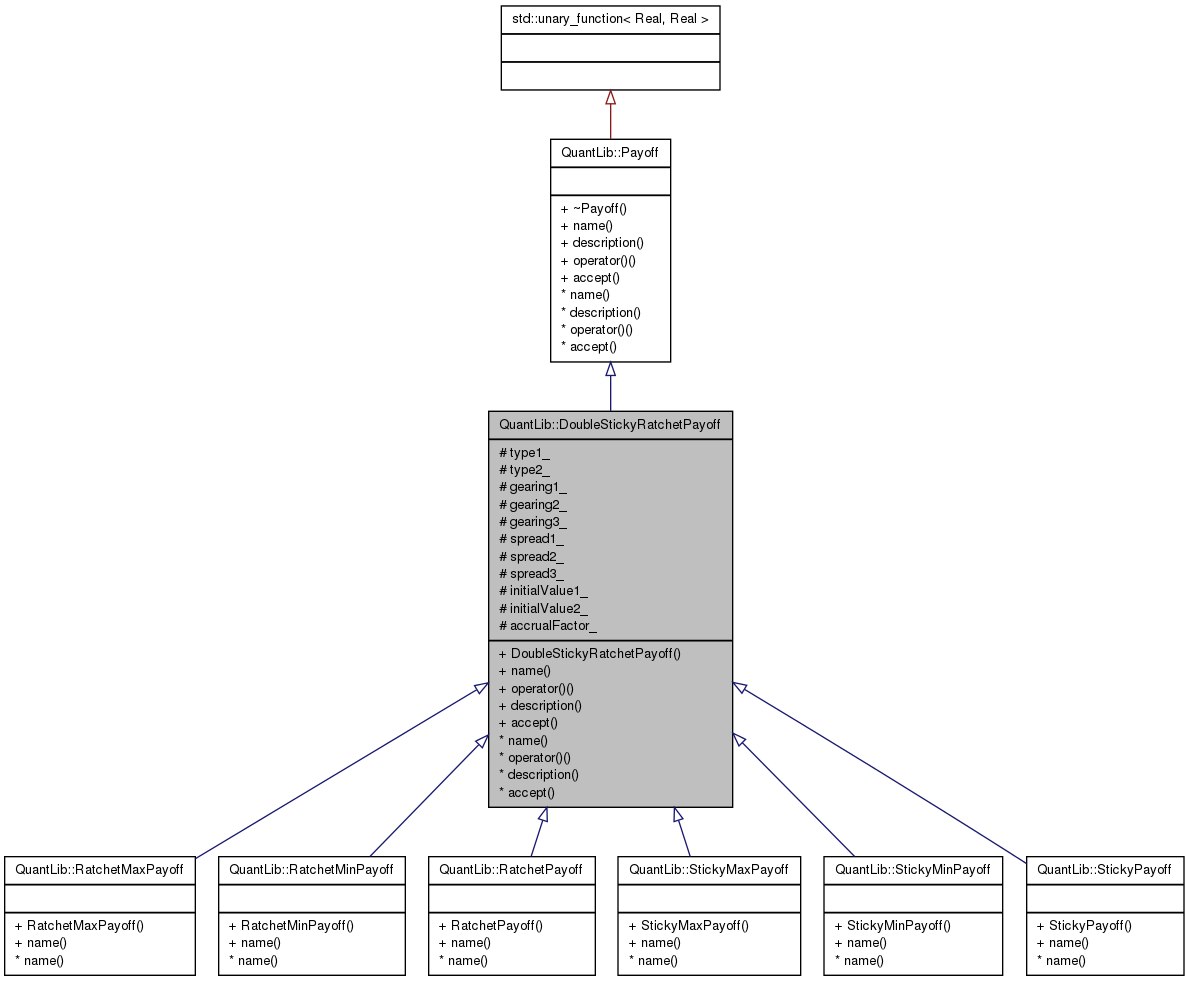 std::unary_function< Real, Real >
QuantLib::Payoff
+ ~Payoff()
+ name()
+ description()
+ operator()()
+ accept()
* name()
* description()
* operator()()
* accept()
QuantLib::DoubleStickyRatchetPayoff
# type1_
# type2_
# gearing1_
# gearing2_
# gearing3_
# spread1_
# spread2_
# spread3_
# initialValue1_
# initialValue2_
# accrualFactor_
+ DoubleStickyRatchetPayoff()
+ name()
+ operator()()
+ description()
+ accept()
* name()
* operator()()
* description()
* accept()
QuantLib::RatchetMaxPayoff
+ RatchetMaxPayoff()
+ name()
* name()
QuantLib::RatchetMinPayoff
+ RatchetMinPayoff()
+ name()
* name()
QuantLib::RatchetPayoff
+ RatchetPayoff()
+ name()
* name()
QuantLib::StickyMaxPayoff
+ StickyMaxPayoff()
+ name()
* name()
QuantLib::StickyMinPayoff
+ StickyMinPayoff()
+ name()
* name()
QuantLib::StickyPayoff
+ StickyPayoff()
+ name()
* name()